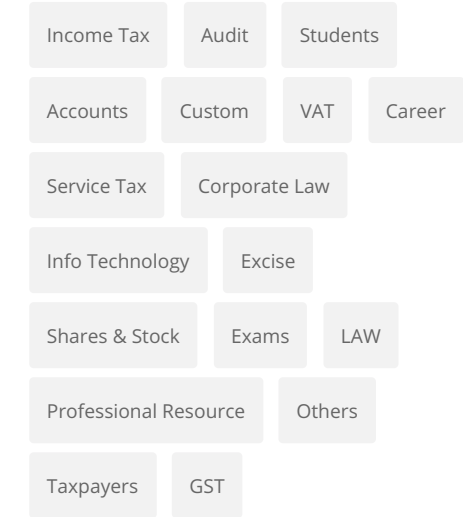 Income Tax Audit Students
Accounts Custom VAT Career
Service Tax Corporate Law
Info Technology Excise
Shares & Stock Exams LAW
Professional Resource Others
Taxpayers GST